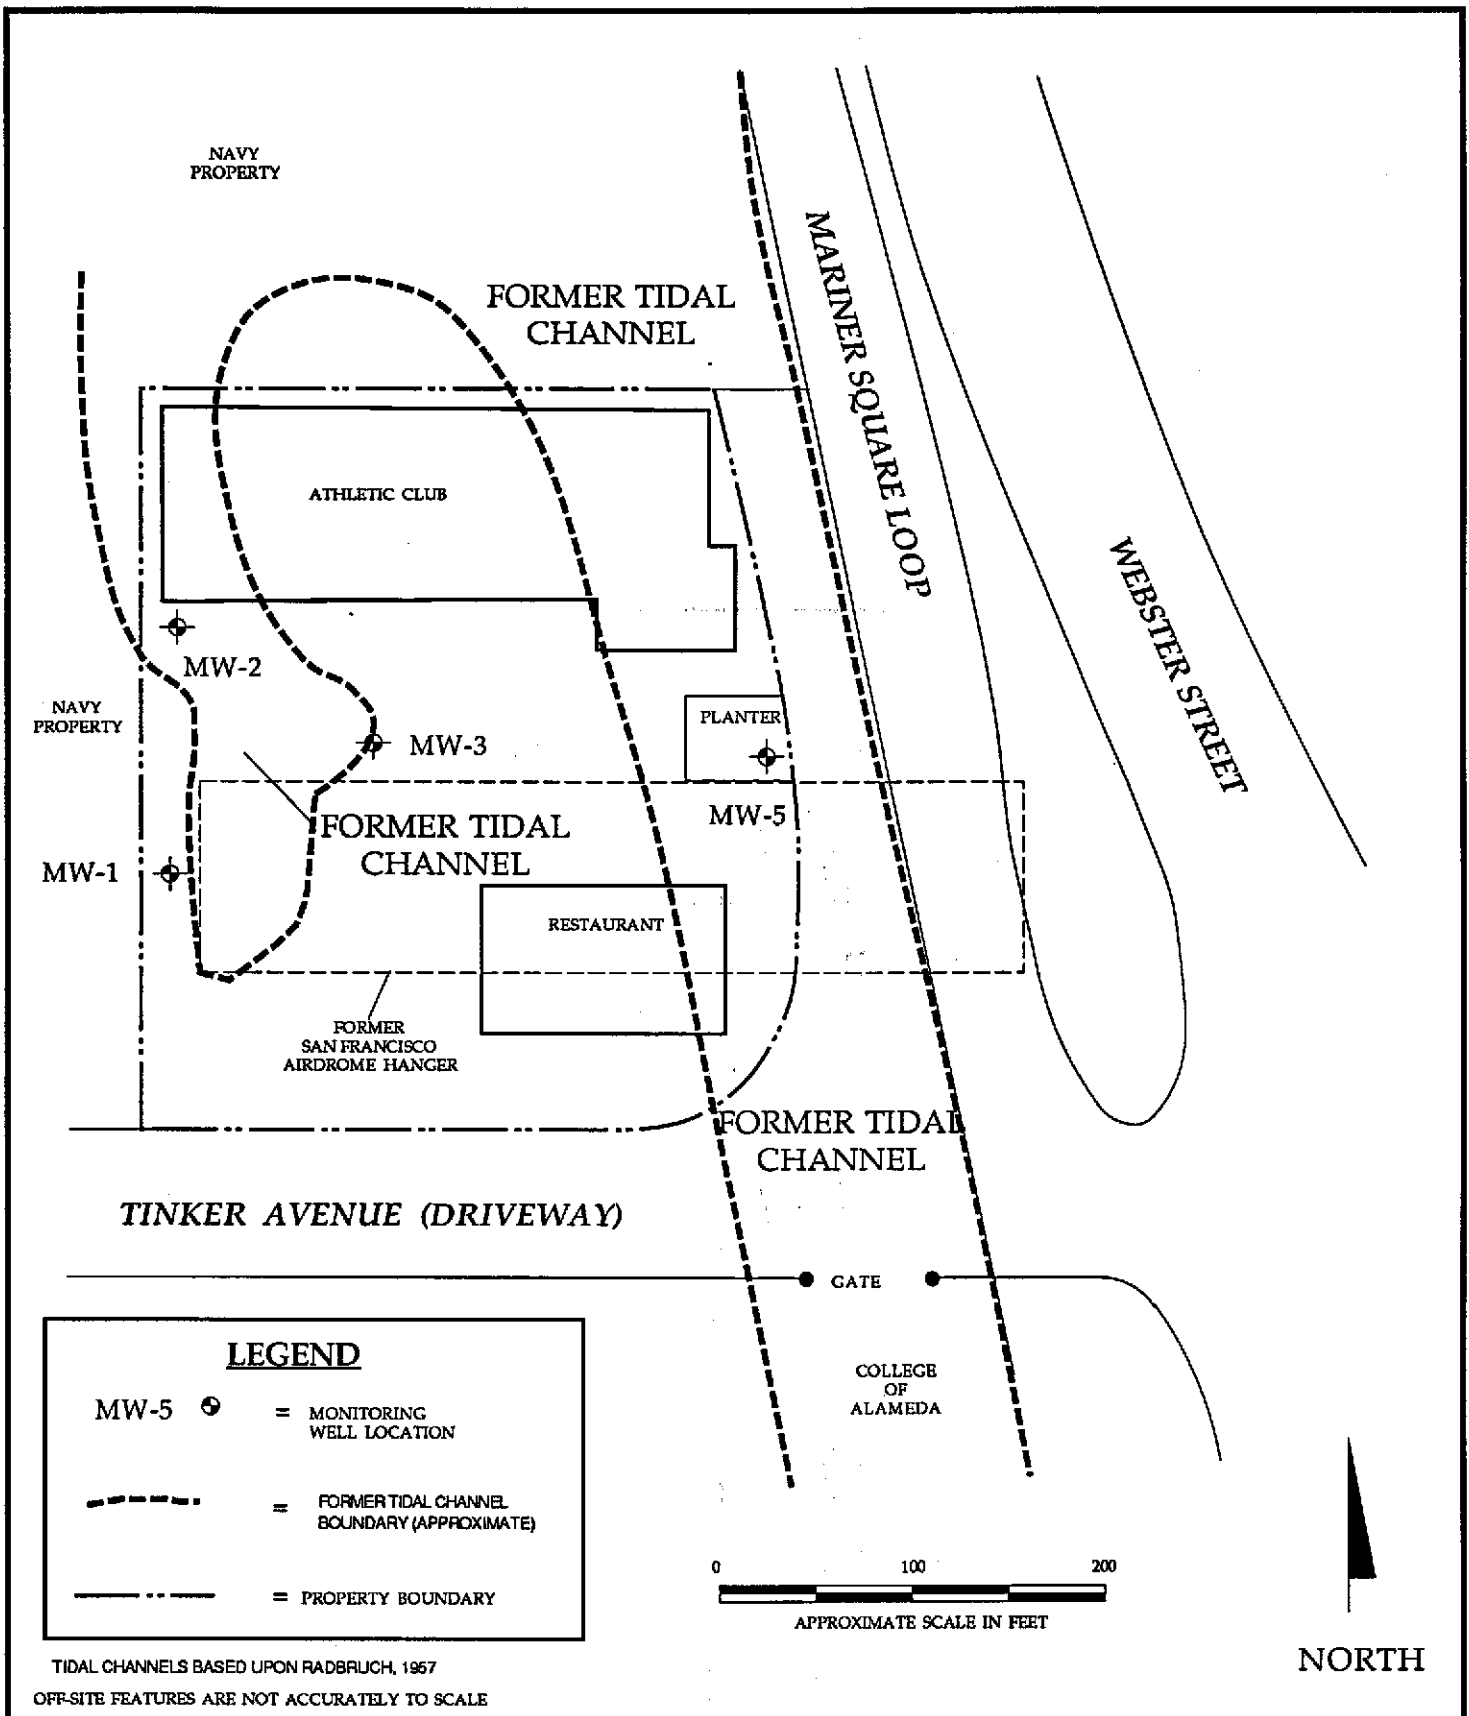 NAVY
PROPERTY
FORMER TIDAL
CHANNEL
MARINER SQUARE LOOP
ATHLETIC CLUB
WEBSTER STREET
MW-2
NAVY
PROPERTY
PLANTER
MW-3
MW-5
FORMER TIDAL
CHANNEL
MW-1
RESTAURANT
FORMER
SAN FRANCISCO
AIRDROME HANGER
FORMER TIDAL
CHANNEL
TINKER AVENUE (DRIVEWAY)
GATE
COLLEGE
OF
ALAMEDA
LEGEND
MW-5 = MONITORING
WELL LOCATION
= FORMER TIDAL CHANNEL
BOUNDARY (APPROXIMATE)
= PROPERTY BOUNDARY
0 100 200
APPROXIMATE SCALE IN FEET
NORTH
TIDAL CHANNELS BASED UPON RADBRUCH, 1957
OFF-SITE FEATURES ARE NOT ACCURATELY TO SCALE